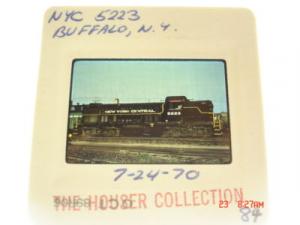 NYC 5223
BUFFALO, N.Y.
NEW YORK CENTRAL
5223
7-24-70
THE HOUSER COLLECTION
23 8:27AM
84